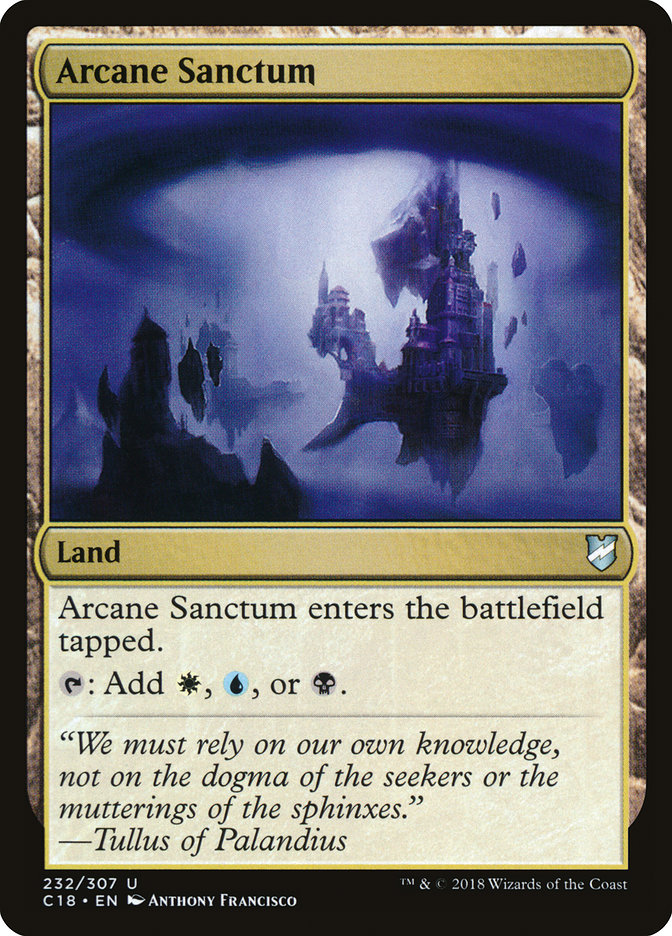 Arcane Sanctum
Land
Arcane Sanctum enters the battlefield
tapped.
: Add , , or .
“We must rely on our own knowledge,
not on the dogma of the seekers or the
mutterings of the sphinxes.”
—Tullus of Palandius
232/307 U
™ & © 2018 Wizards of the Coast
C18 • EN Anthony Francisco